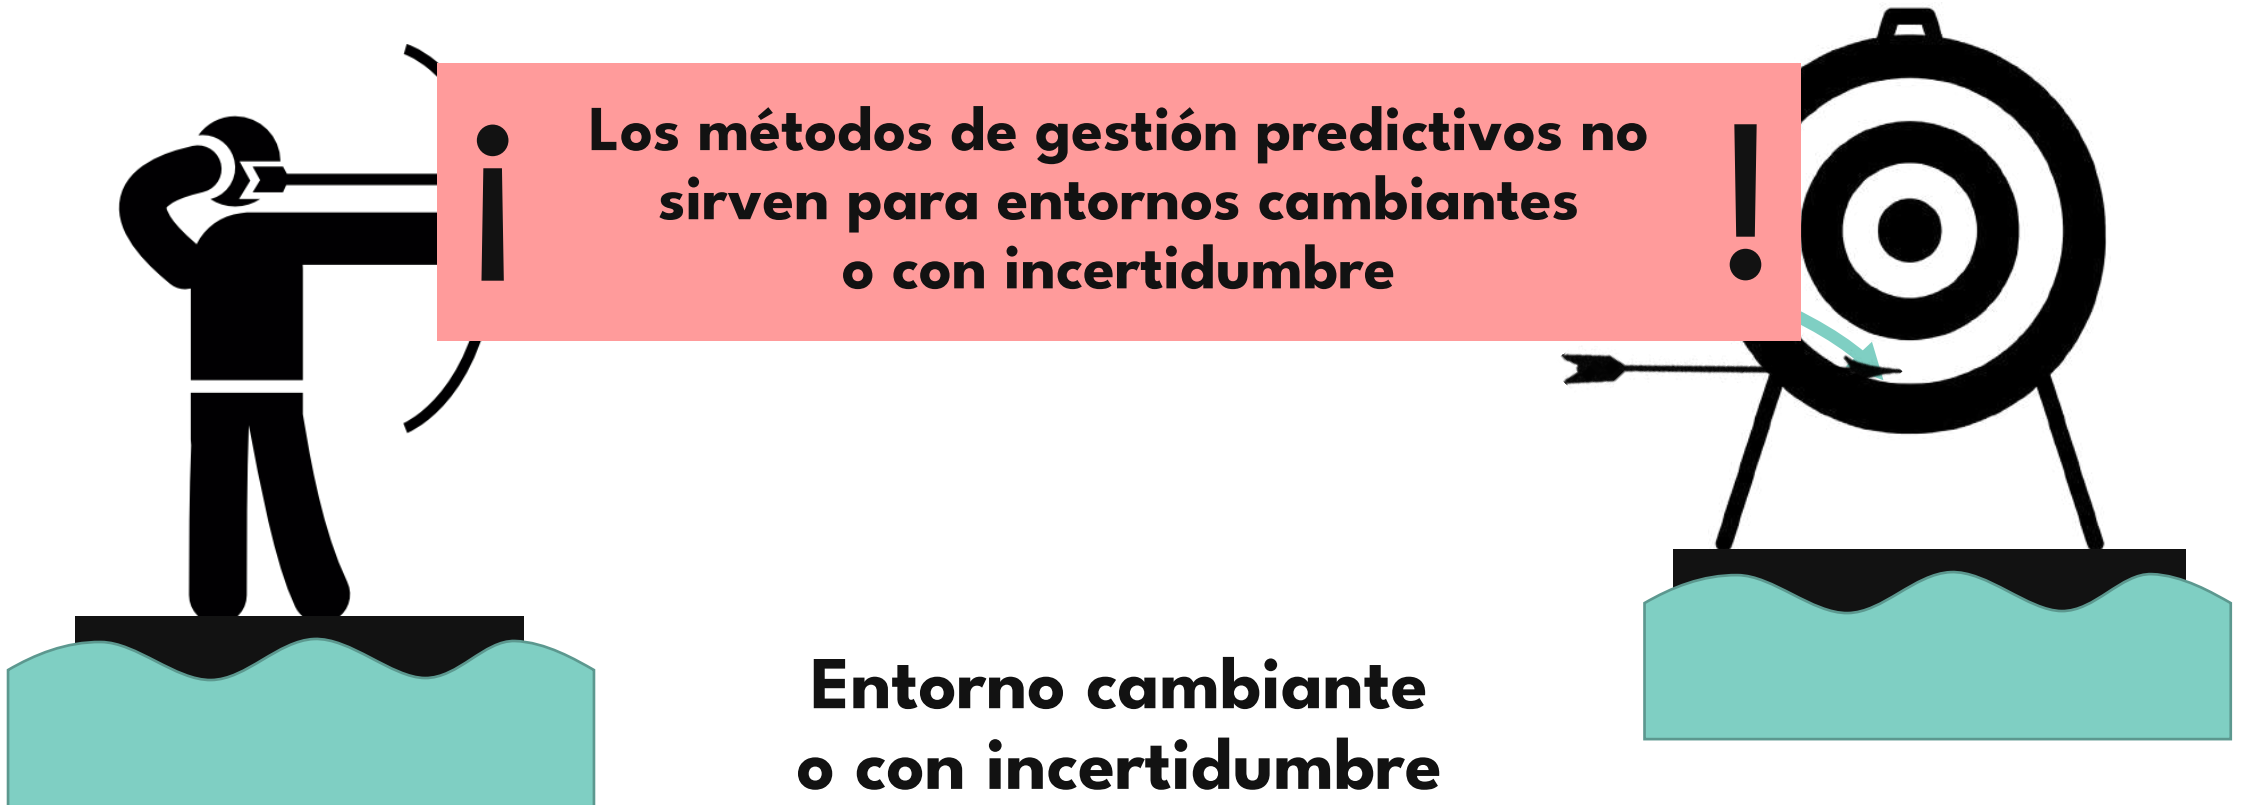 ¡ Los métodos de gestión predictivos no !
sirven para entornos cambiantes
o con incertidumbre
Entorno cambiante
o con incertidumbre